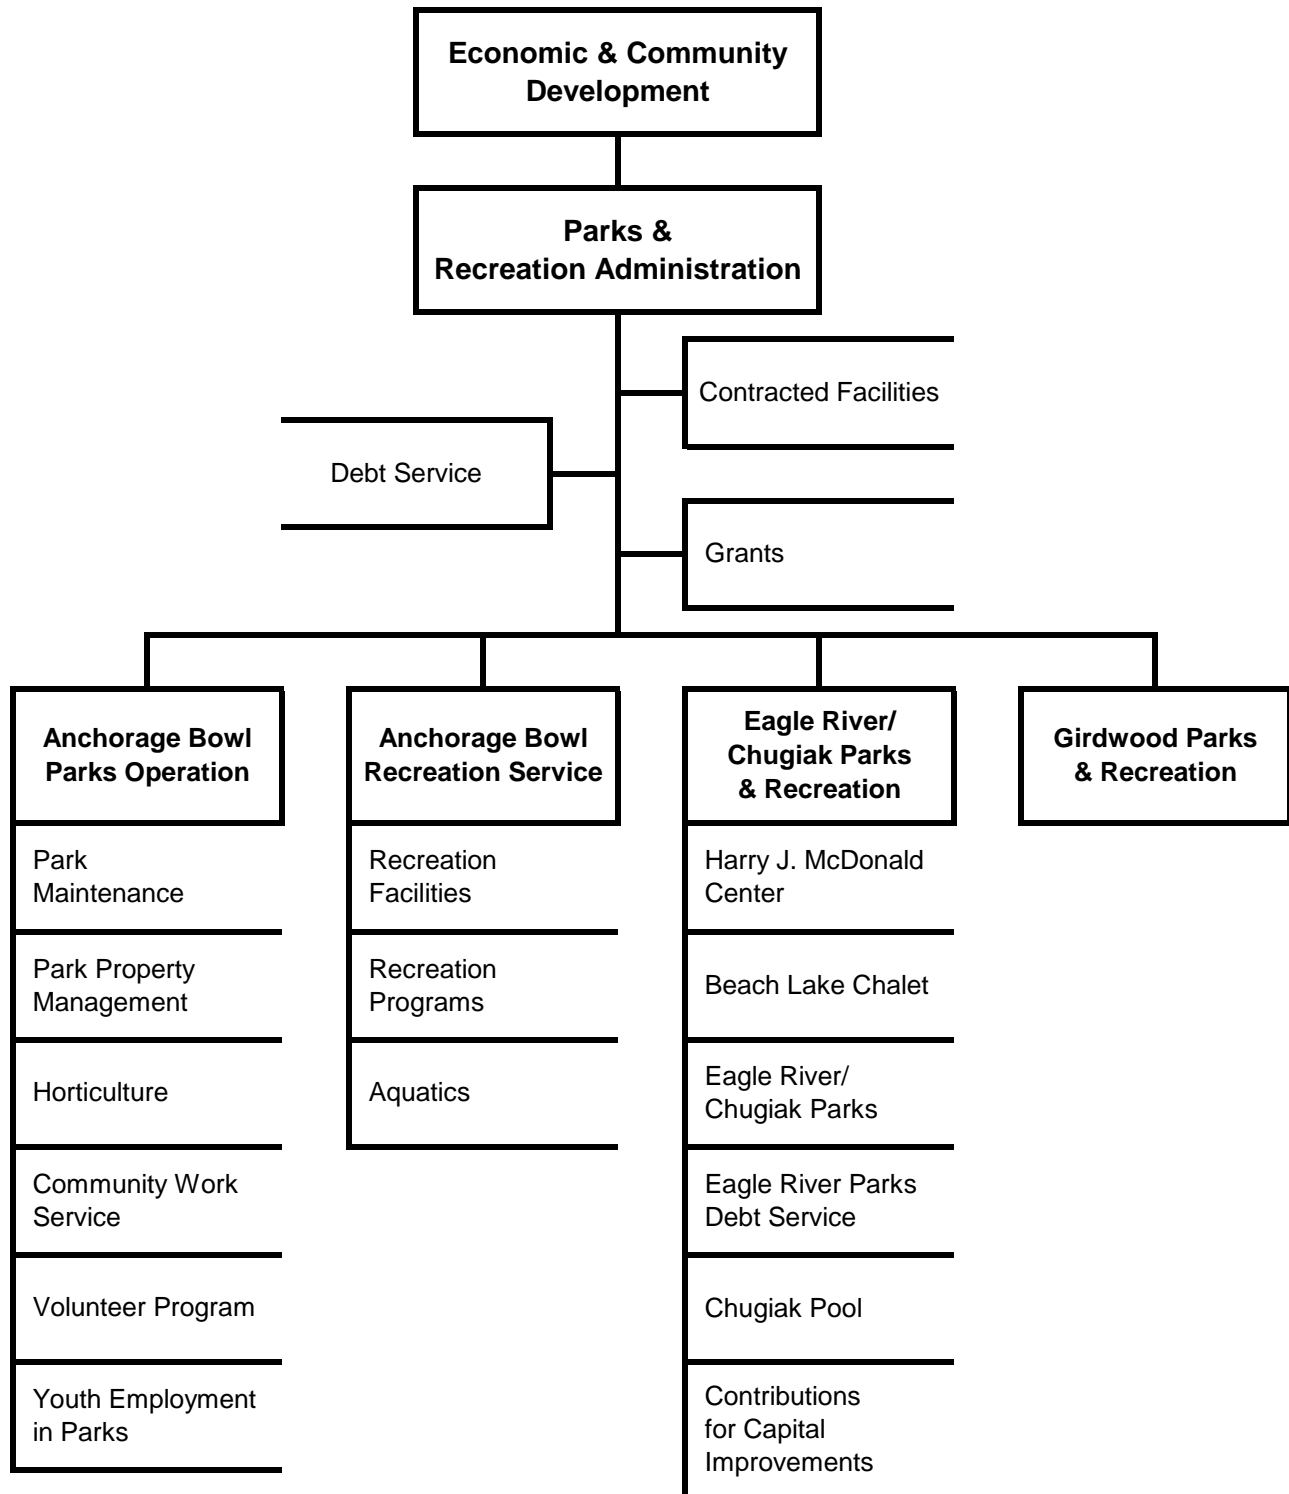 Economic & Community
Development
Parks &
Recreation Administration
Contracted Facilities
Debt Service
Grants
Anchorage Bowl
Parks Operation
Park
Maintenance
Park Property
Management
Horticulture
Community Work
Service
Volunteer Program
Youth Employment
in Parks
Anchorage Bowl
Recreation Service
Recreation
Facilities
Recreation
Programs
Aquatics
Eagle River/
Chugiak Parks
& Recreation
Harry J. McDonald
Center
Beach Lake Chalet
Eagle River/
Chugiak Parks
Eagle River Parks
Debt Service
Chugiak Pool
Contributions
for Capital
Improvements
Girdwood Parks
& Recreation